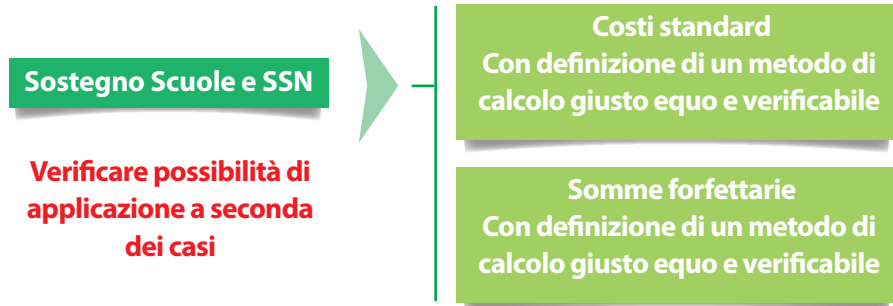 Sostegno Scuole e SSN
Verificare possibilità di
applicazione a seconda
dei casi
Costi standard
Con definizione di un metodo di
calcolo giusto equo e verificabile
Somme forfettarie
Con definizione di un metodo di
calcolo giusto equo e verificabile